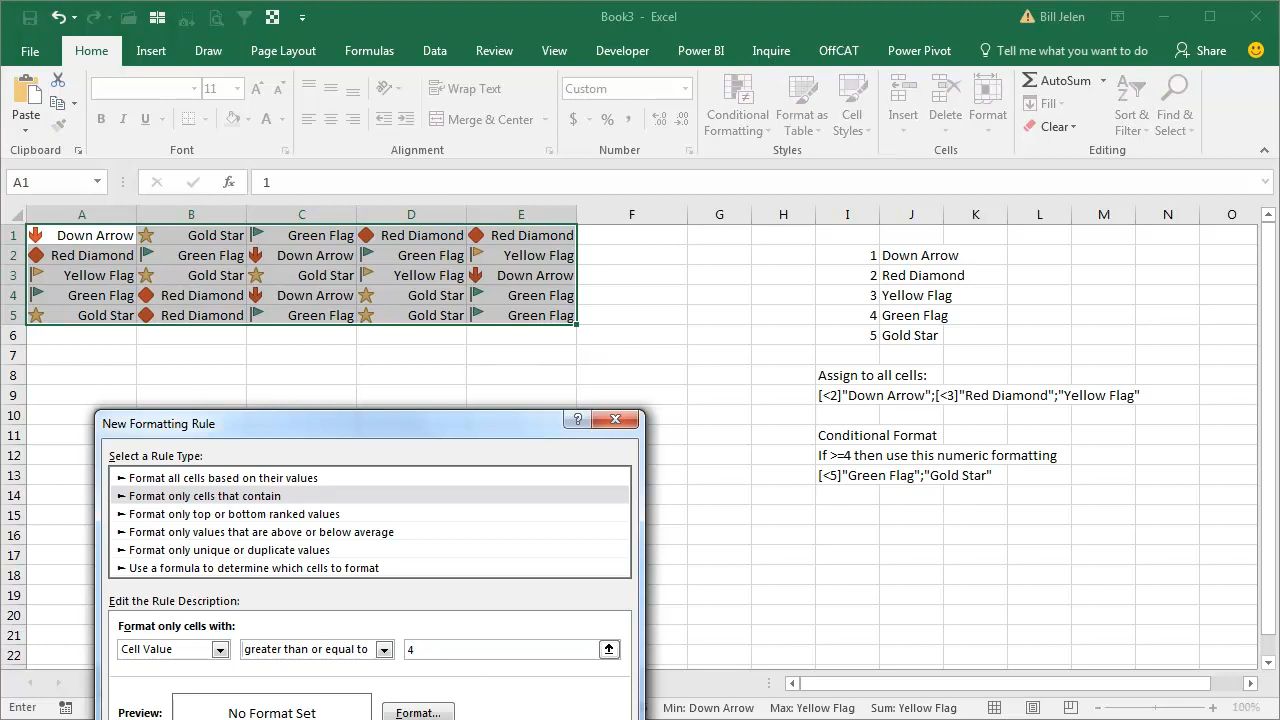 Book3 - Excel
Bill Jelen
File Home Insert Draw Page Layout Formulas Data Review View Developer Power BI Inquire OffCAT Power Pivot Tell me what you want to do Share
Paste
11
Wrap Text
Merge & Center
Custom
Conditional Formatting
Format as Table
Cell Styles
Insert
Delete
Format
AutoSum
Fill
Clear
Sort & Filter
Find & Select
Clipboard Font Alignment Number Styles Cells Editing
A1 fx 1
A B C D E F G H I J K L M N O
1 Down Arrow Gold Star Green Flag Red Diamond Red Diamond
2 Red Diamond Green Flag Down Arrow Green Flag Yellow Flag 1 Down Arrow
3 Yellow Flag Gold Star Gold Star Yellow Flag Down Arrow 2 Red Diamond
4 Green Flag Red Diamond Down Arrow Gold Star Green Flag 3 Yellow Flag
5 Gold Star Red Diamond Green Flag Gold Star Green Flag 4 Green Flag
6 5 Gold Star
7
8 Assign to all cells:
9 [<2]"Down Arrow";[<3]"Red Diamond";"Yellow Flag"
10
11 Conditional Format
12 If >=4 then use this numeric formatting
13 [<5]"Green Flag";"Gold Star"
14
15
16
17
18
19
20
21
22
New Formatting Rule
Select a Rule Type:
► Format all cells based on their values
► Format only cells that contain
► Format only top or bottom ranked values
► Format only values that are above or below average
► Format only unique or duplicate values
► Use a formula to determine which cells to format
Edit the Rule Description:
Format only cells with:
Cell Value greater than or equal to 4
Preview: No Format Set Format...
Enter Min: Down Arrow Max: Yellow Flag Sum: Yellow Flag 100%